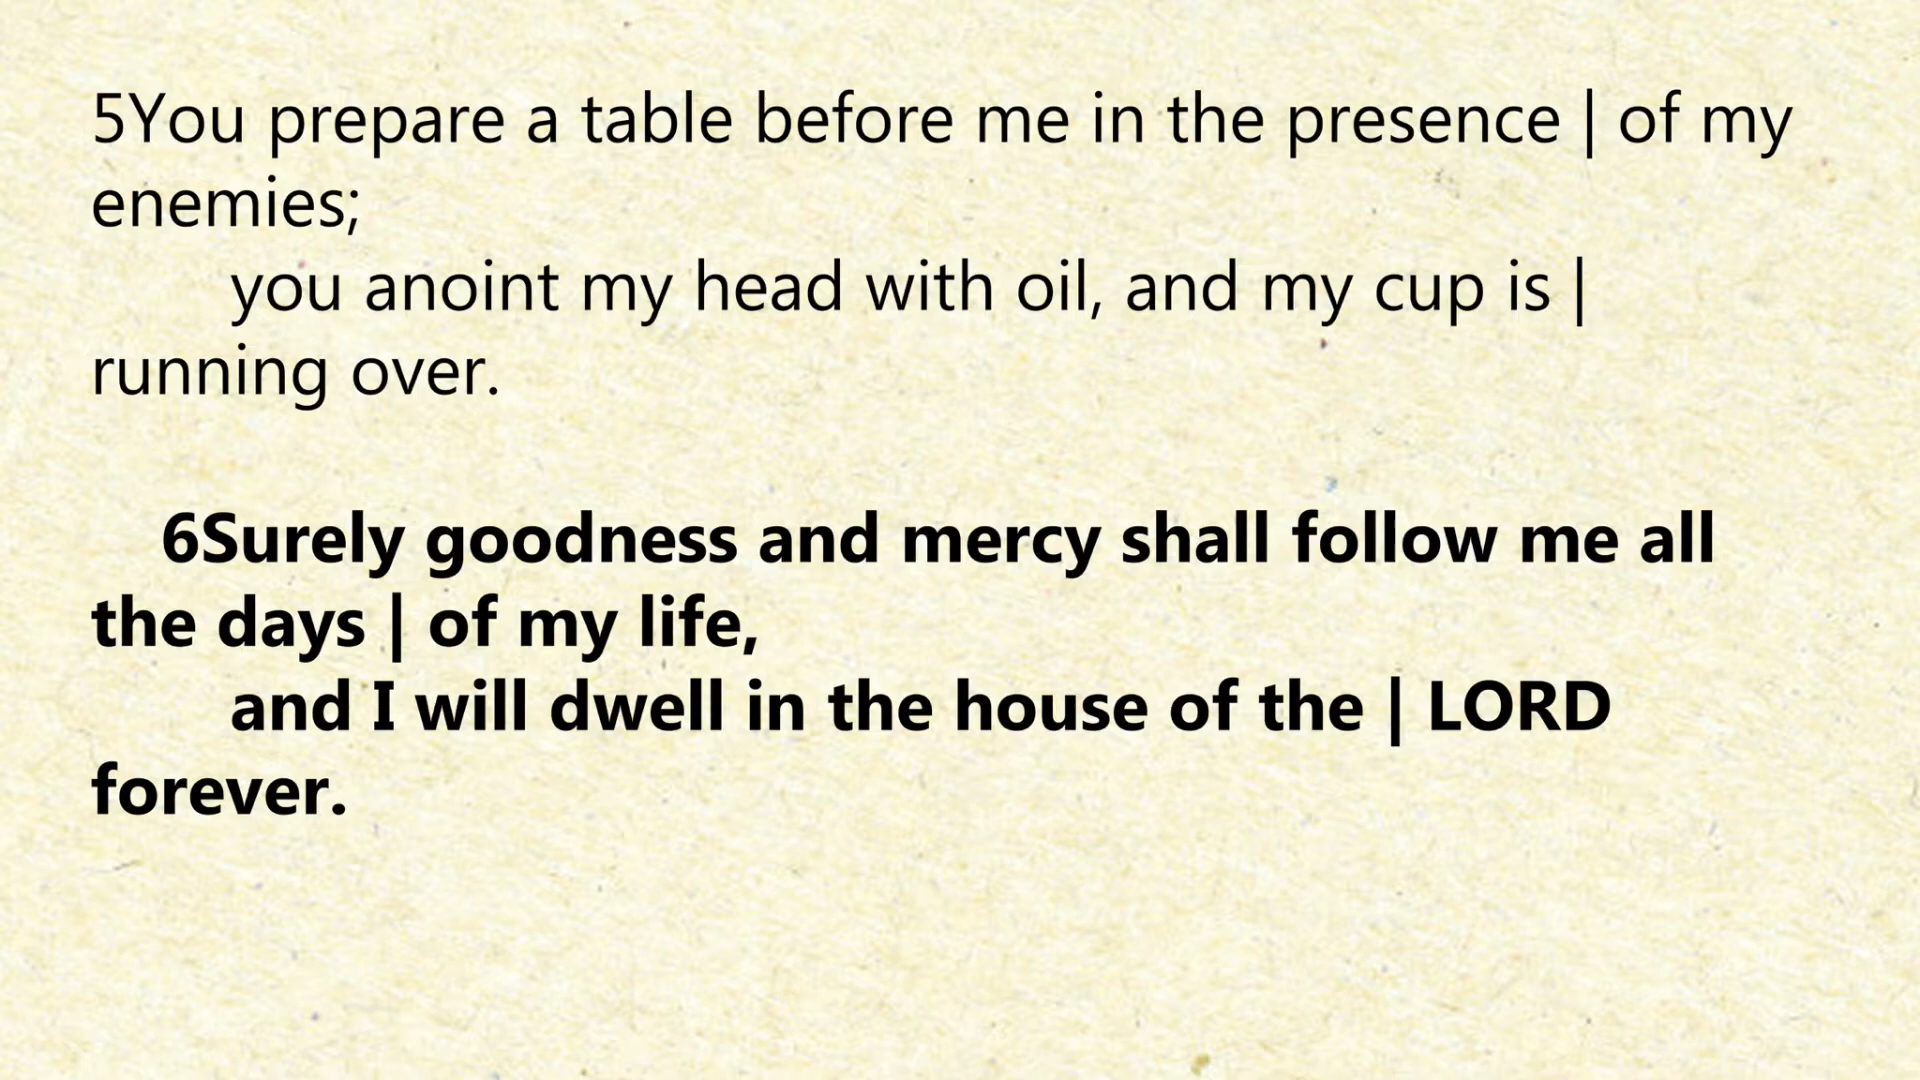 5You prepare a table before me in the presence | of my
enemies;
you anoint my head with oil, and my cup is |
running over.
6Surely goodness and mercy shall follow me all
the days | of my life,
and I will dwell in the house of the | LORD
forever.